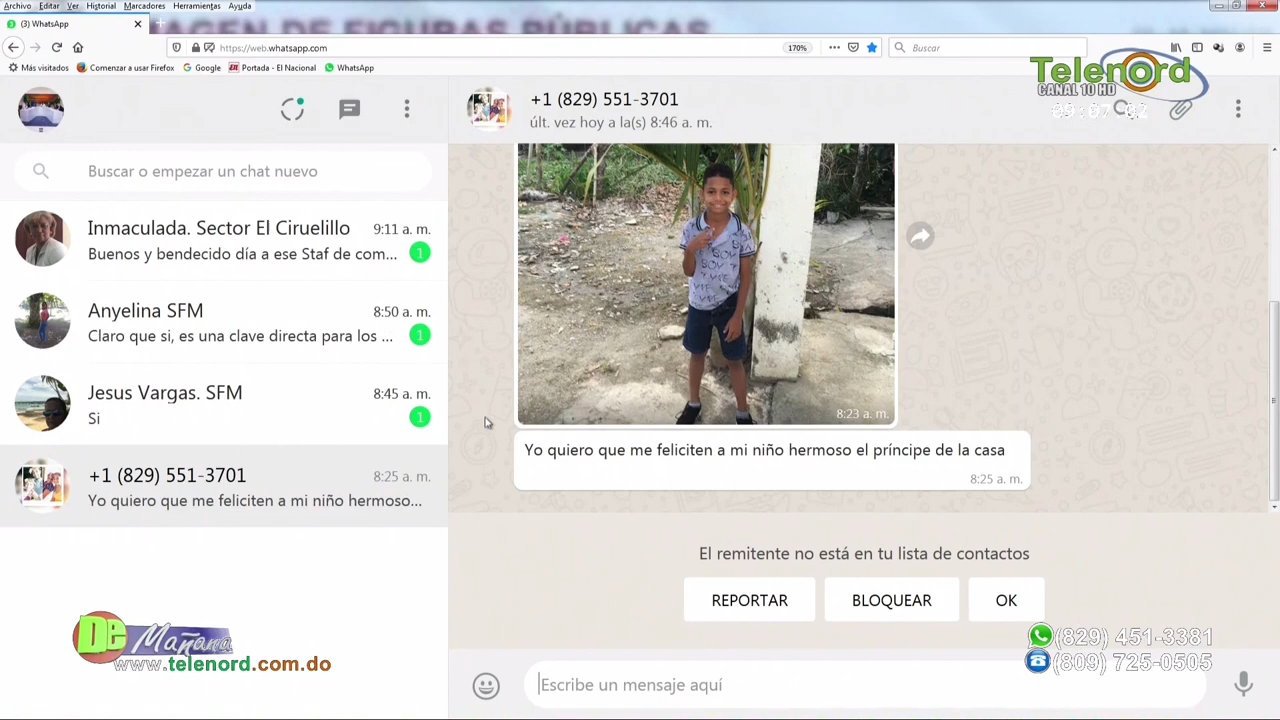 Archivo Editar Ver Historial Marcadores Herramientas Ayuda
(3) WhatsApp
GEN DE FIGURAS PÚBLICAS
https://web.whatsapp.com
170%
Buscar
Más visitados Comenzar a usar Firefox Google Portada - El Nacional WhatsApp
Telenord
CANAL 10 HD
+1 (829) 551-3701
últ. vez hoy a la(s) 8:46 a. m.
Buscar o empezar un chat nuevo
Inmaculada. Sector El Ciruelillo 9:11 a. m.
Buenos y bendecido día a ese Staf de com... 1
Anyelina SFM 8:50 a. m.
Claro que si, es una clave directa para los ... 1
Jesus Vargas. SFM 8:45 a. m.
Si 1
+1 (829) 551-3701 8:25 a. m.
Yo quiero que me feliciten a mi niño hermoso...
8:23 a. m.
Yo quiero que me feliciten a mi niño hermoso el príncipe de la casa
8:25 a. m.
El remitente no está en tu lista de contactos
REPORTAR BLOQUEAR OK
Escribe un mensaje aquí
De Mañana
www.telenord.com.do
(829) 451-3381
(809) 725-0505